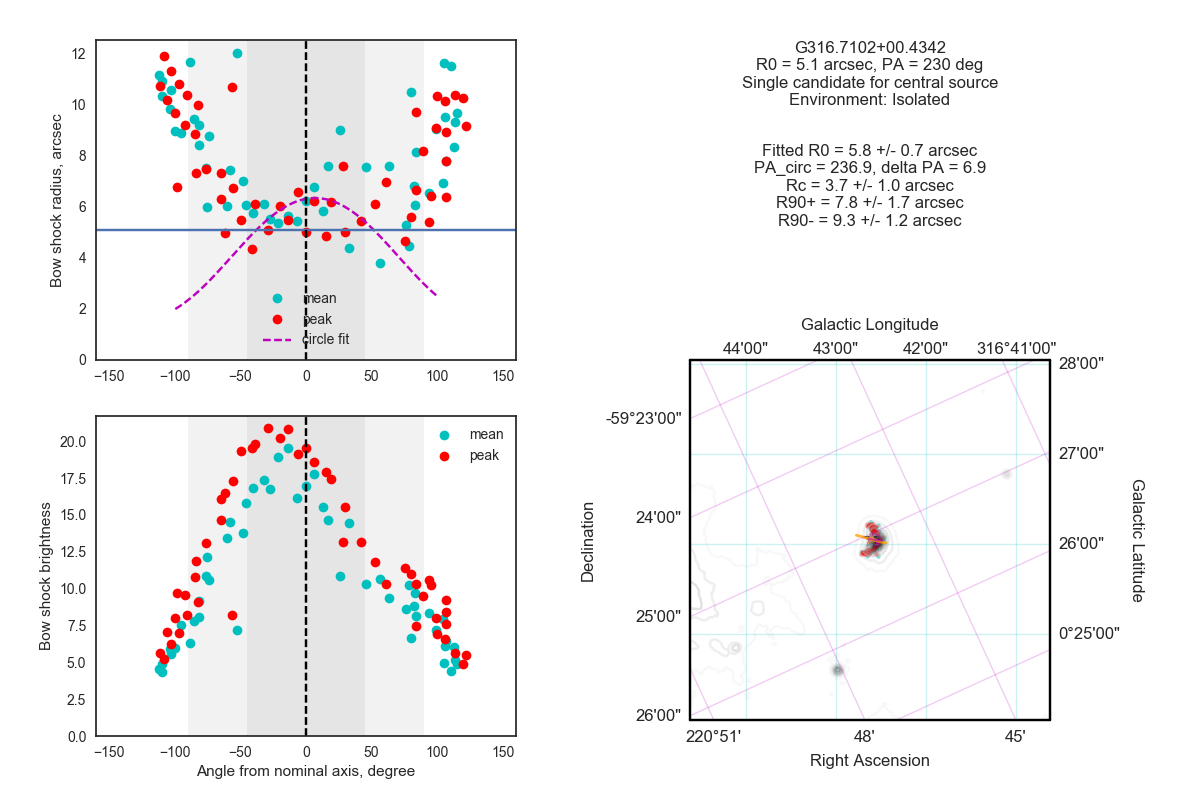 12
10
8
6
4
2
0
Bow shock radius, arcsec
mean
peak
circle fit
−150
−100
−50
0
50
100
150
20.0
17.5
15.0
12.5
10.0
7.5
5.0
2.5
0.0
Bow shock brightness
mean
peak
−150
−100
−50
0
50
100
150
Angle from nominal axis, degree
G316.7102+00.4342
R0 = 5.1 arcsec, PA = 230 deg
Single candidate for central source
Environment: Isolated
Fitted R0 = 5.8 +/- 0.7 arcsec
PA_circ = 236.9, delta PA = 6.9
Rc = 3.7 +/- 1.0 arcsec
R90+ = 7.8 +/- 1.7 arcsec
R90- = 9.3 +/- 1.2 arcsec
Galactic Longitude
44'00"
43'00"
42'00"
316°41'00"
28'00"
27'00"
26'00"
0°25'00"
Galactic Latitude
-59°23'00"
24'00"
25'00"
26'00"
Declination
220°51'
48'
45'
Right Ascension